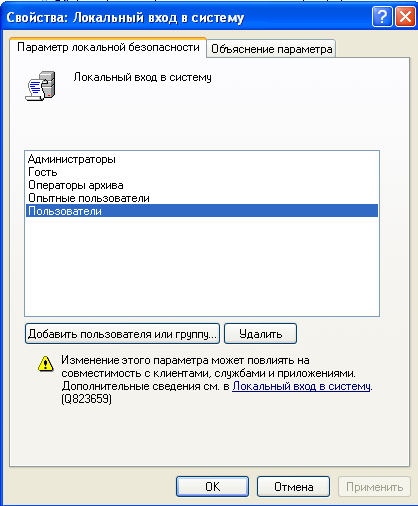 Свойства: Локальный вход в систему
Параметр локальной безопасности
Объяснение параметра
Локальный вход в систему
Администраторы
Гость
Операторы архива
Опытные пользователи
Пользователи
Добавить пользователя или группу...
Удалить
Изменение этого параметра может повлиять на
совместимость с клиентами, службами и приложениями.
Дополнительные сведения см. в Локальный вход в систему.
(Q823659)
OK
Отмена
Применить